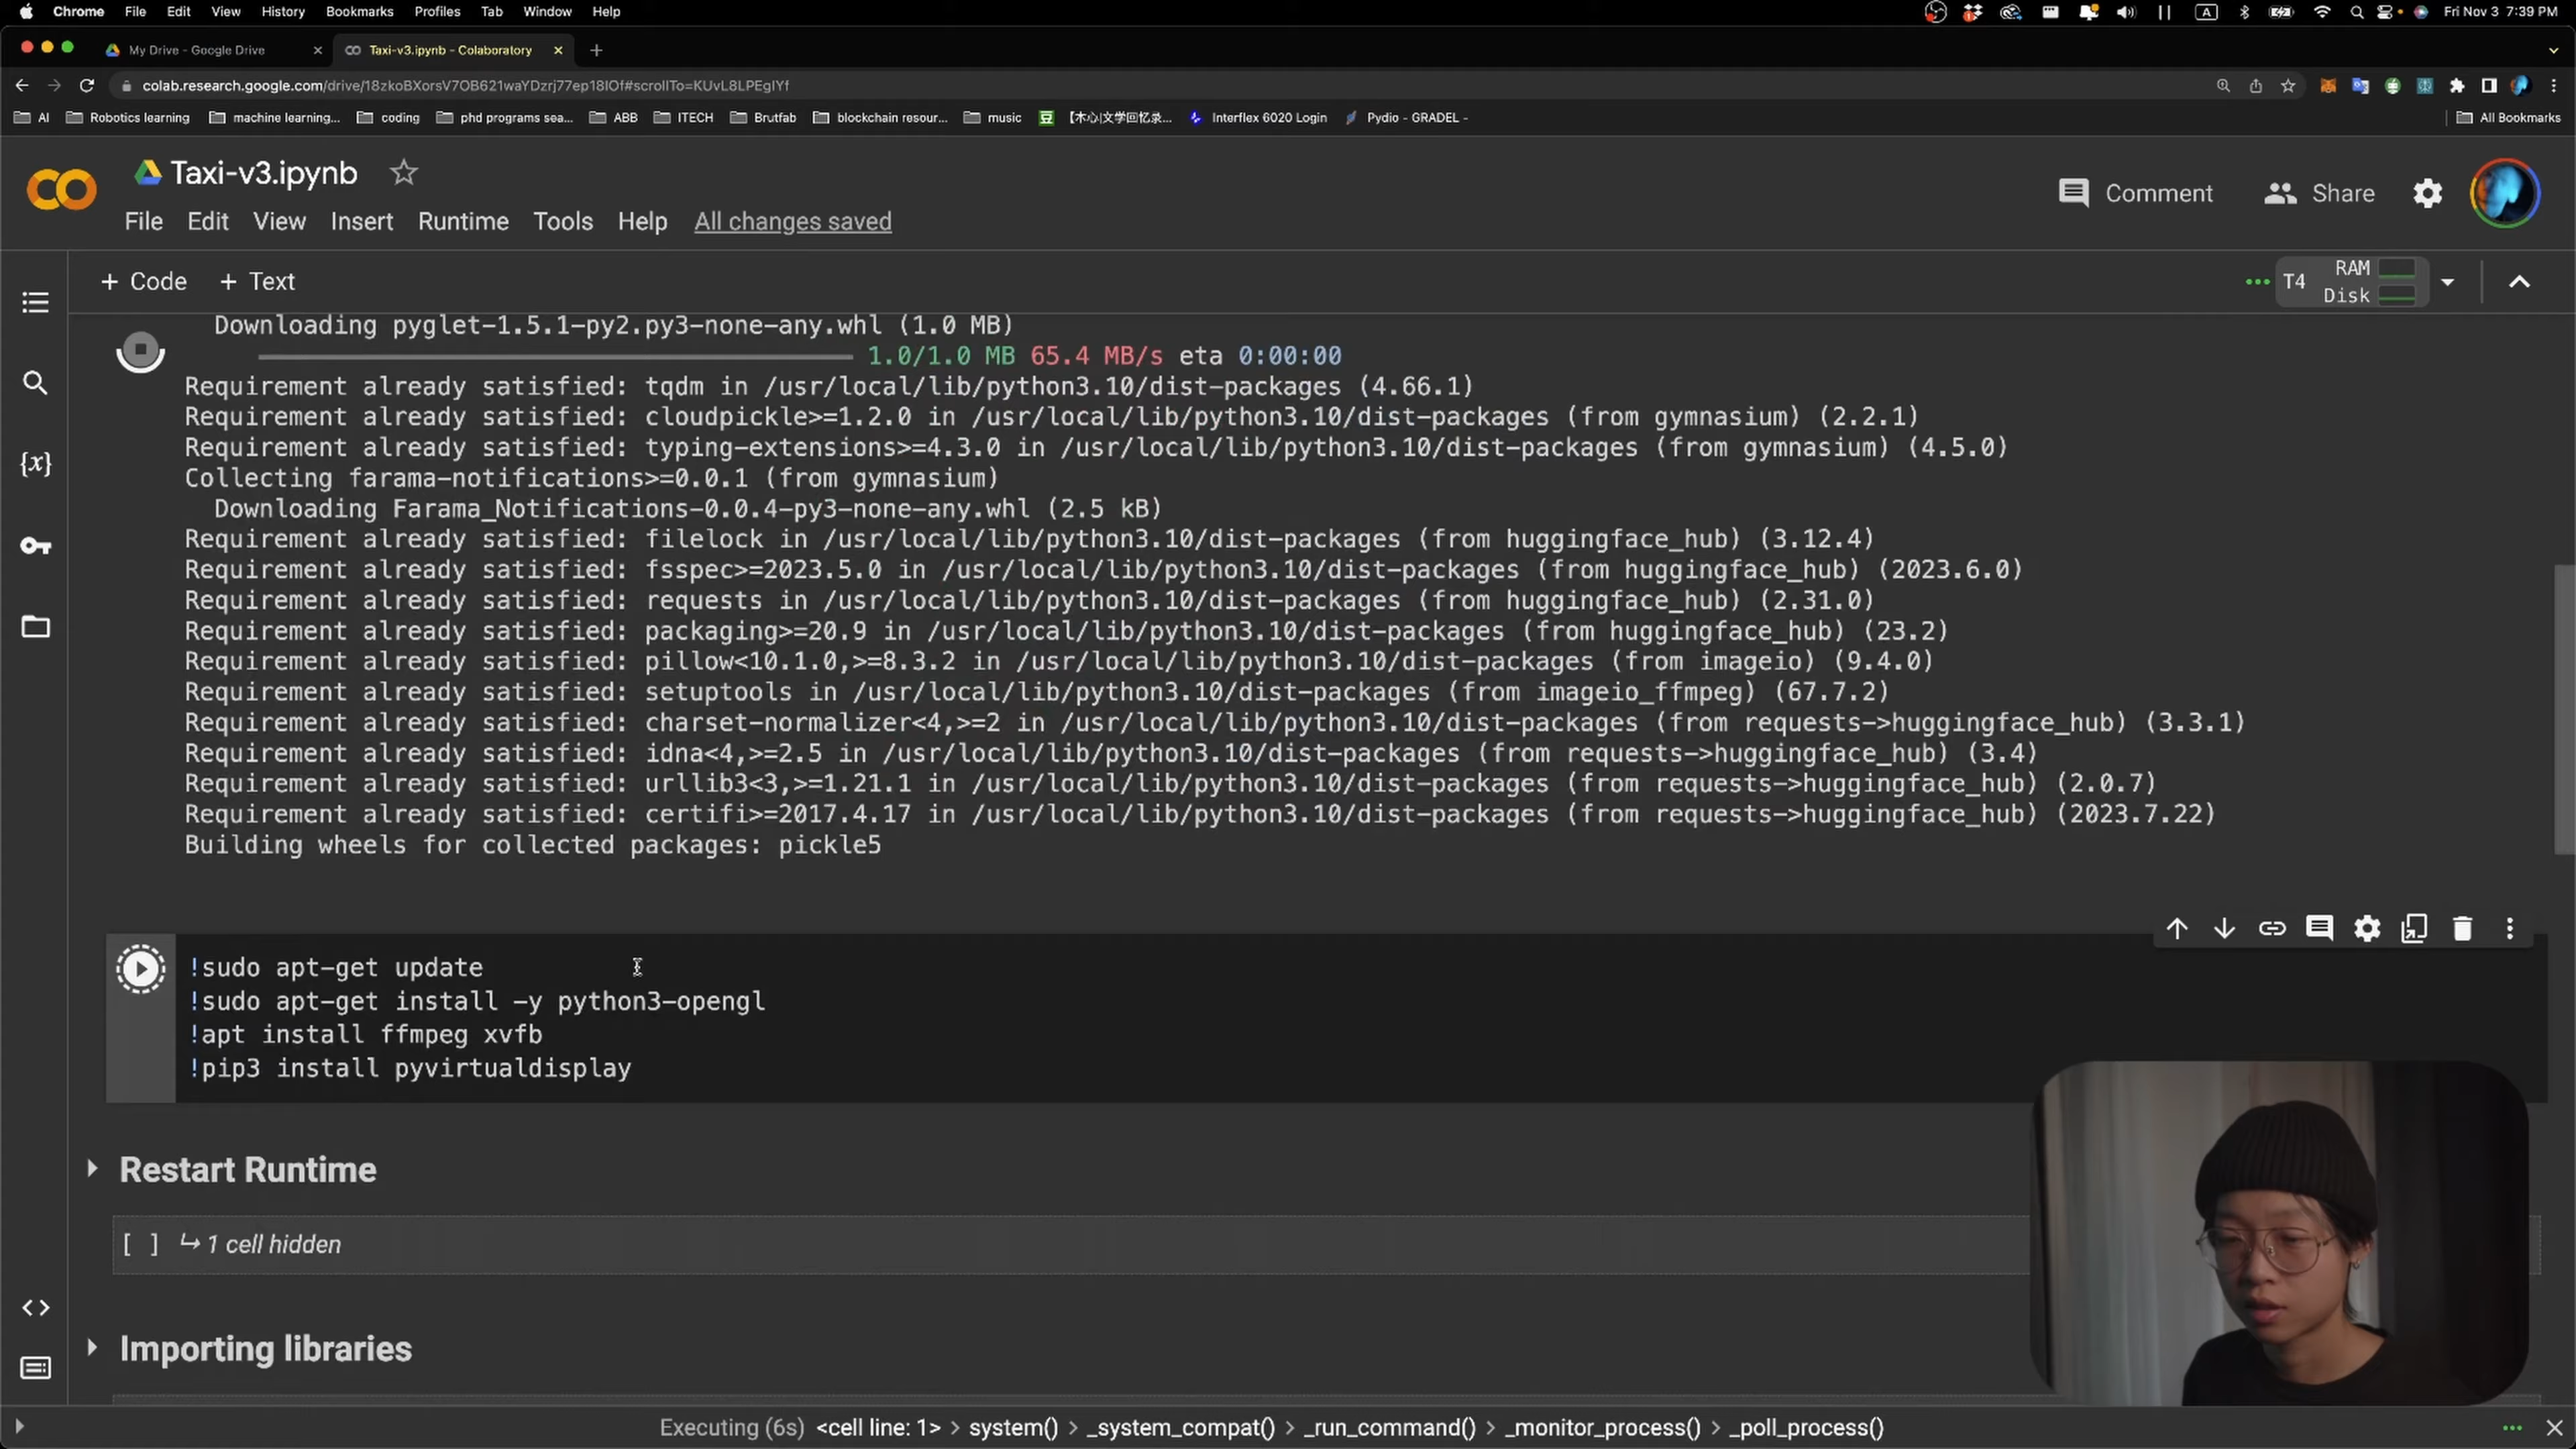 Chrome File Edit View History Bookmarks Profiles Tab Window Help A Fri Nov 3 7:39 PM
My Drive - Google Drive Taxi-v3.ipynb - Colaboratory
colab.research.google.com/drive/18zkoBXorsV7OB621waYDzrj77ep18IOf#scrollTo=KUvL8LPEgIYf
AI Robotics learning machine learning... coding phd programs sea... ABB ITECH Brutfab blockchain resour... music 豆 【木心|文学回忆录... Interflex 6020 Login Pydio - GRADEL - All Bookmarks
CO Taxi-v3.ipynb
Comment Share
File Edit View Insert Runtime Tools Help All changes saved
+ Code + Text T4 RAM Disk
Downloading pyglet-1.5.1-py2.py3-none-any.whl (1.0 MB)
1.0/1.0 MB 65.4 MB/s eta 0:00:00
Requirement already satisfied: tqdm in /usr/local/lib/python3.10/dist-packages (4.66.1)
Requirement already satisfied: cloudpickle>=1.2.0 in /usr/local/lib/python3.10/dist-packages (from gymnasium) (2.2.1)
Requirement already satisfied: typing-extensions>=4.3.0 in /usr/local/lib/python3.10/dist-packages (from gymnasium) (4.5.0)
Collecting farama-notifications>=0.0.1 (from gymnasium)
Downloading Farama_Notifications-0.0.4-py3-none-any.whl (2.5 kB)
Requirement already satisfied: filelock in /usr/local/lib/python3.10/dist-packages (from huggingface_hub) (3.12.4)
Requirement already satisfied: fsspec>=2023.5.0 in /usr/local/lib/python3.10/dist-packages (from huggingface_hub) (2023.6.0)
Requirement already satisfied: requests in /usr/local/lib/python3.10/dist-packages (from huggingface_hub) (2.31.0)
Requirement already satisfied: packaging>=20.9 in /usr/local/lib/python3.10/dist-packages (from huggingface_hub) (23.2)
Requirement already satisfied: pillow<10.1.0,>=8.3.2 in /usr/local/lib/python3.10/dist-packages (from imageio) (9.4.0)
Requirement already satisfied: setuptools in /usr/local/lib/python3.10/dist-packages (from imageio_ffmpeg) (67.7.2)
Requirement already satisfied: charset-normalizer<4,>=2 in /usr/local/lib/python3.10/dist-packages (from requests->huggingface_hub) (3.3.1)
Requirement already satisfied: idna<4,>=2.5 in /usr/local/lib/python3.10/dist-packages (from requests->huggingface_hub) (3.4)
Requirement already satisfied: urllib3<3,>=1.21.1 in /usr/local/lib/python3.10/dist-packages (from requests->huggingface_hub) (2.0.7)
Requirement already satisfied: certifi>=2017.4.17 in /usr/local/lib/python3.10/dist-packages (from requests->huggingface_hub) (2023.7.22)
Building wheels for collected packages: pickle5
!sudo apt-get update
!sudo apt-get install -y python3-opengl
!apt install ffmpeg xvfb
!pip3 install pyvirtualdisplay
Restart Runtime
[ ] ↳ 1 cell hidden
Importing libraries
Executing (6s) <cell line: 1> > system() > _system_compat() > _run_command() > _monitor_process() > _poll_process()